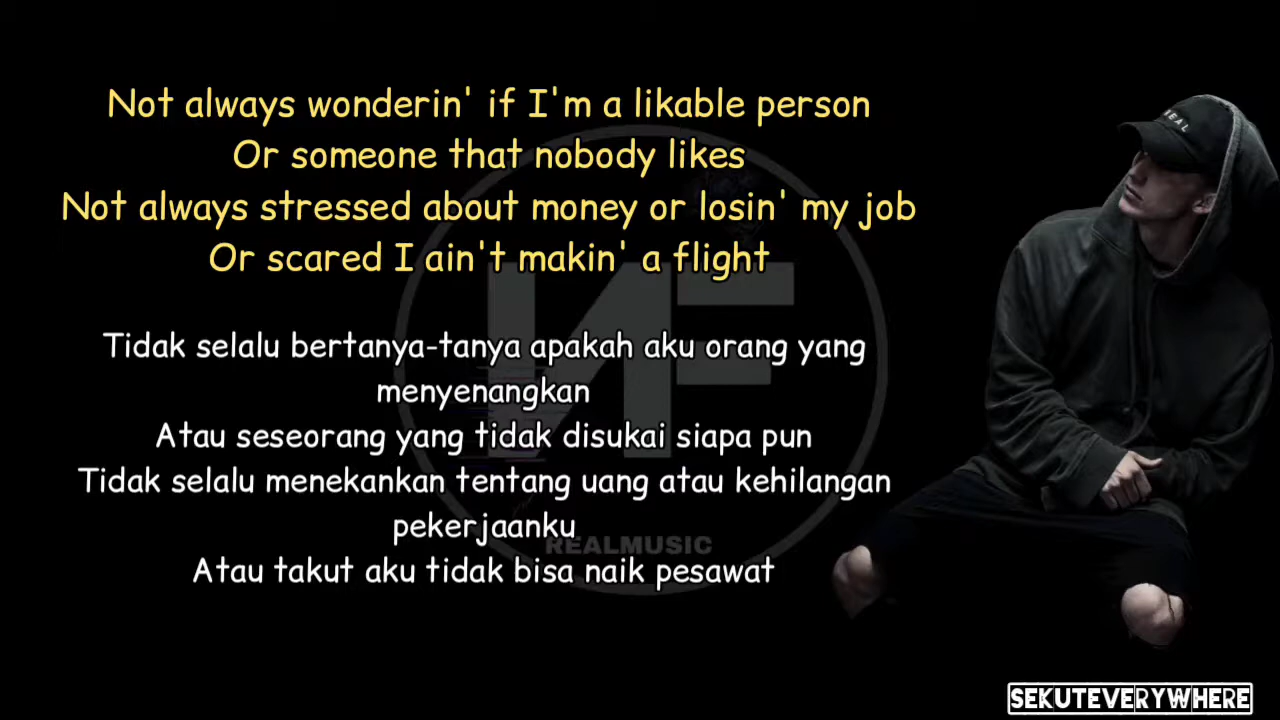 Not always wonderin' if I'm a likable person
Or someone that nobody likes
Not always stressed about money or losin' my job
Or scared I ain't makin' a flight
Tidak selalu bertanya-tanya apakah aku orang yang
menyenangkan
Atau seseorang yang tidak disukai siapa pun
Tidak selalu menekankan tentang uang atau kehilangan
pekerjaanku
Atau takut aku tidak bisa naik pesawat
NF
REALMUSIC
REAL
SEKUTEVERYWHERE